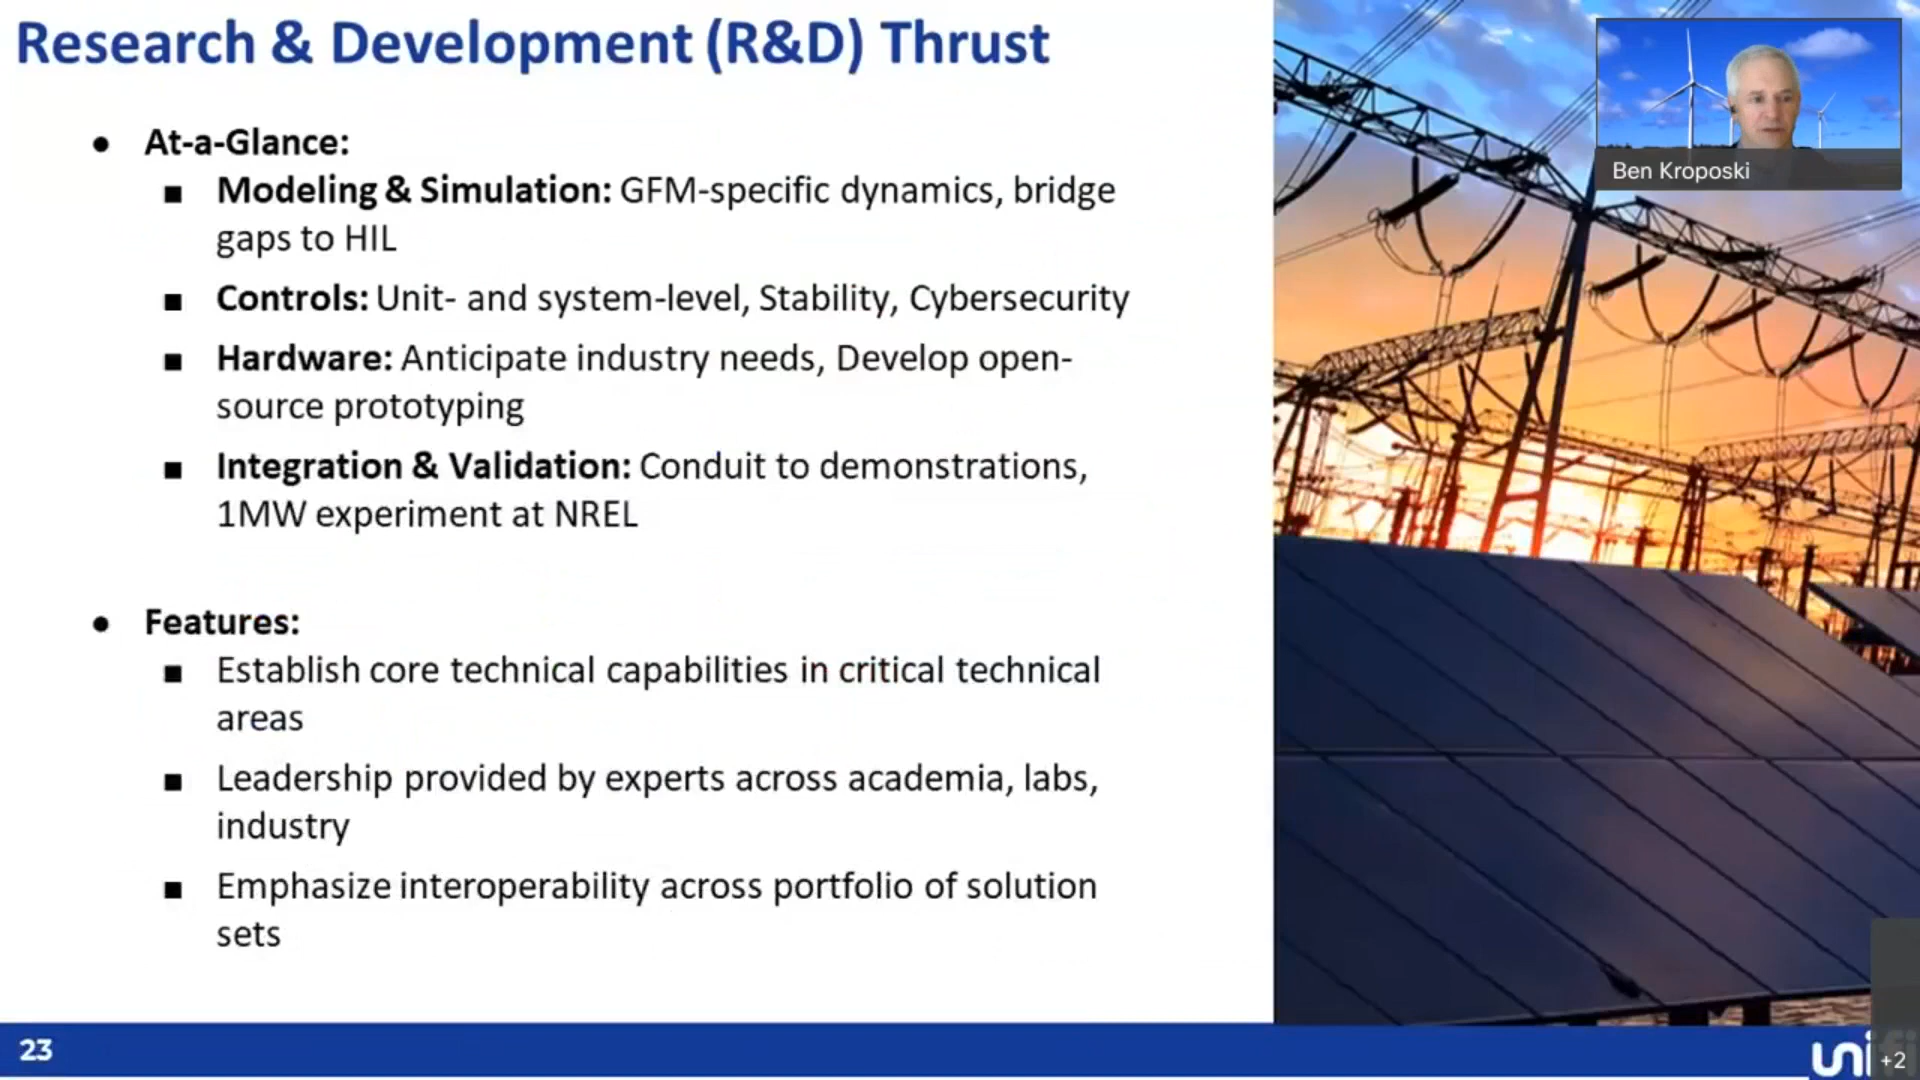 Research & Development (R&D) Thrust
Ben Kroposki
● At-a-Glance:
■ Modeling & Simulation: GFM-specific dynamics, bridge
gaps to HIL
■ Controls: Unit- and system-level, Stability, Cybersecurity
■ Hardware: Anticipate industry needs, Develop open-
source prototyping
■ Integration & Validation: Conduit to demonstrations,
1MW experiment at NREL
● Features:
■ Establish core technical capabilities in critical technical
areas
■ Leadership provided by experts across academia, labs,
industry
■ Emphasize interoperability across portfolio of solution
sets
23
unifi
+2